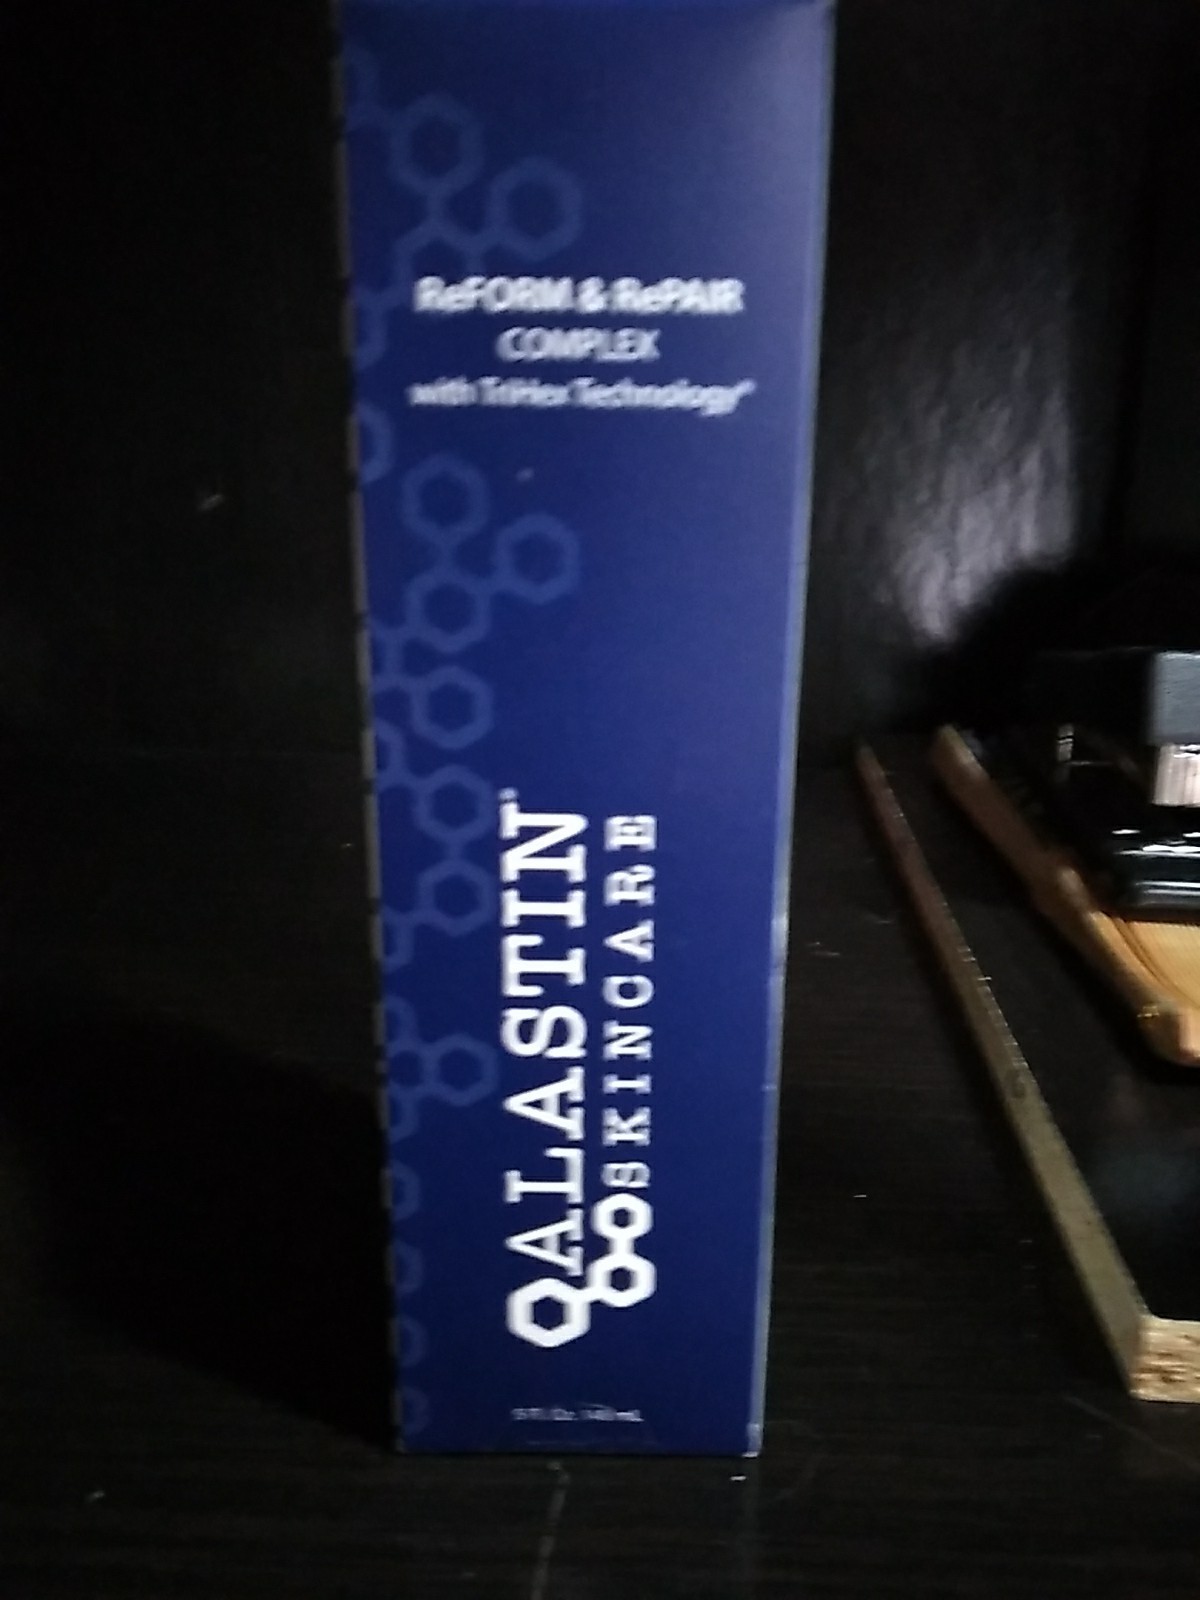 ReFORM & RePAIR
COMPLEX
with TriHex Technology®
ALASTIN
SKINCARE